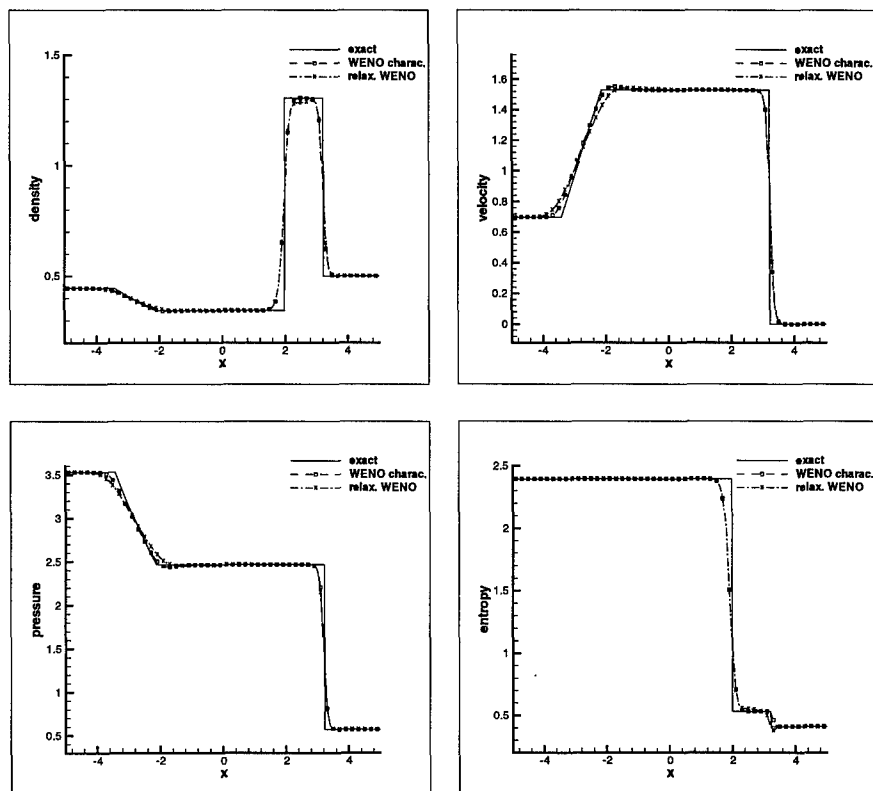 exact
WENO charac.
relax. WENO
1.5
1
0.5
density
-4
-2
0
2
4
X
exact
WENO charac.
relax. WENO
1.6
1.4
1.2
1
0.8
0.6
0.4
0.2
0
velocity
-4
-2
0
2
4
X
exact
WENO charac.
relax. WENO
3.5
3
2.5
2
1.5
1
0.5
pressure
-4
-2
0
2
4
X
exact
WENO charac.
relax. WENO
2.5
2
1.5
1
0.5
entropy
-4
-2
0
2
4
X